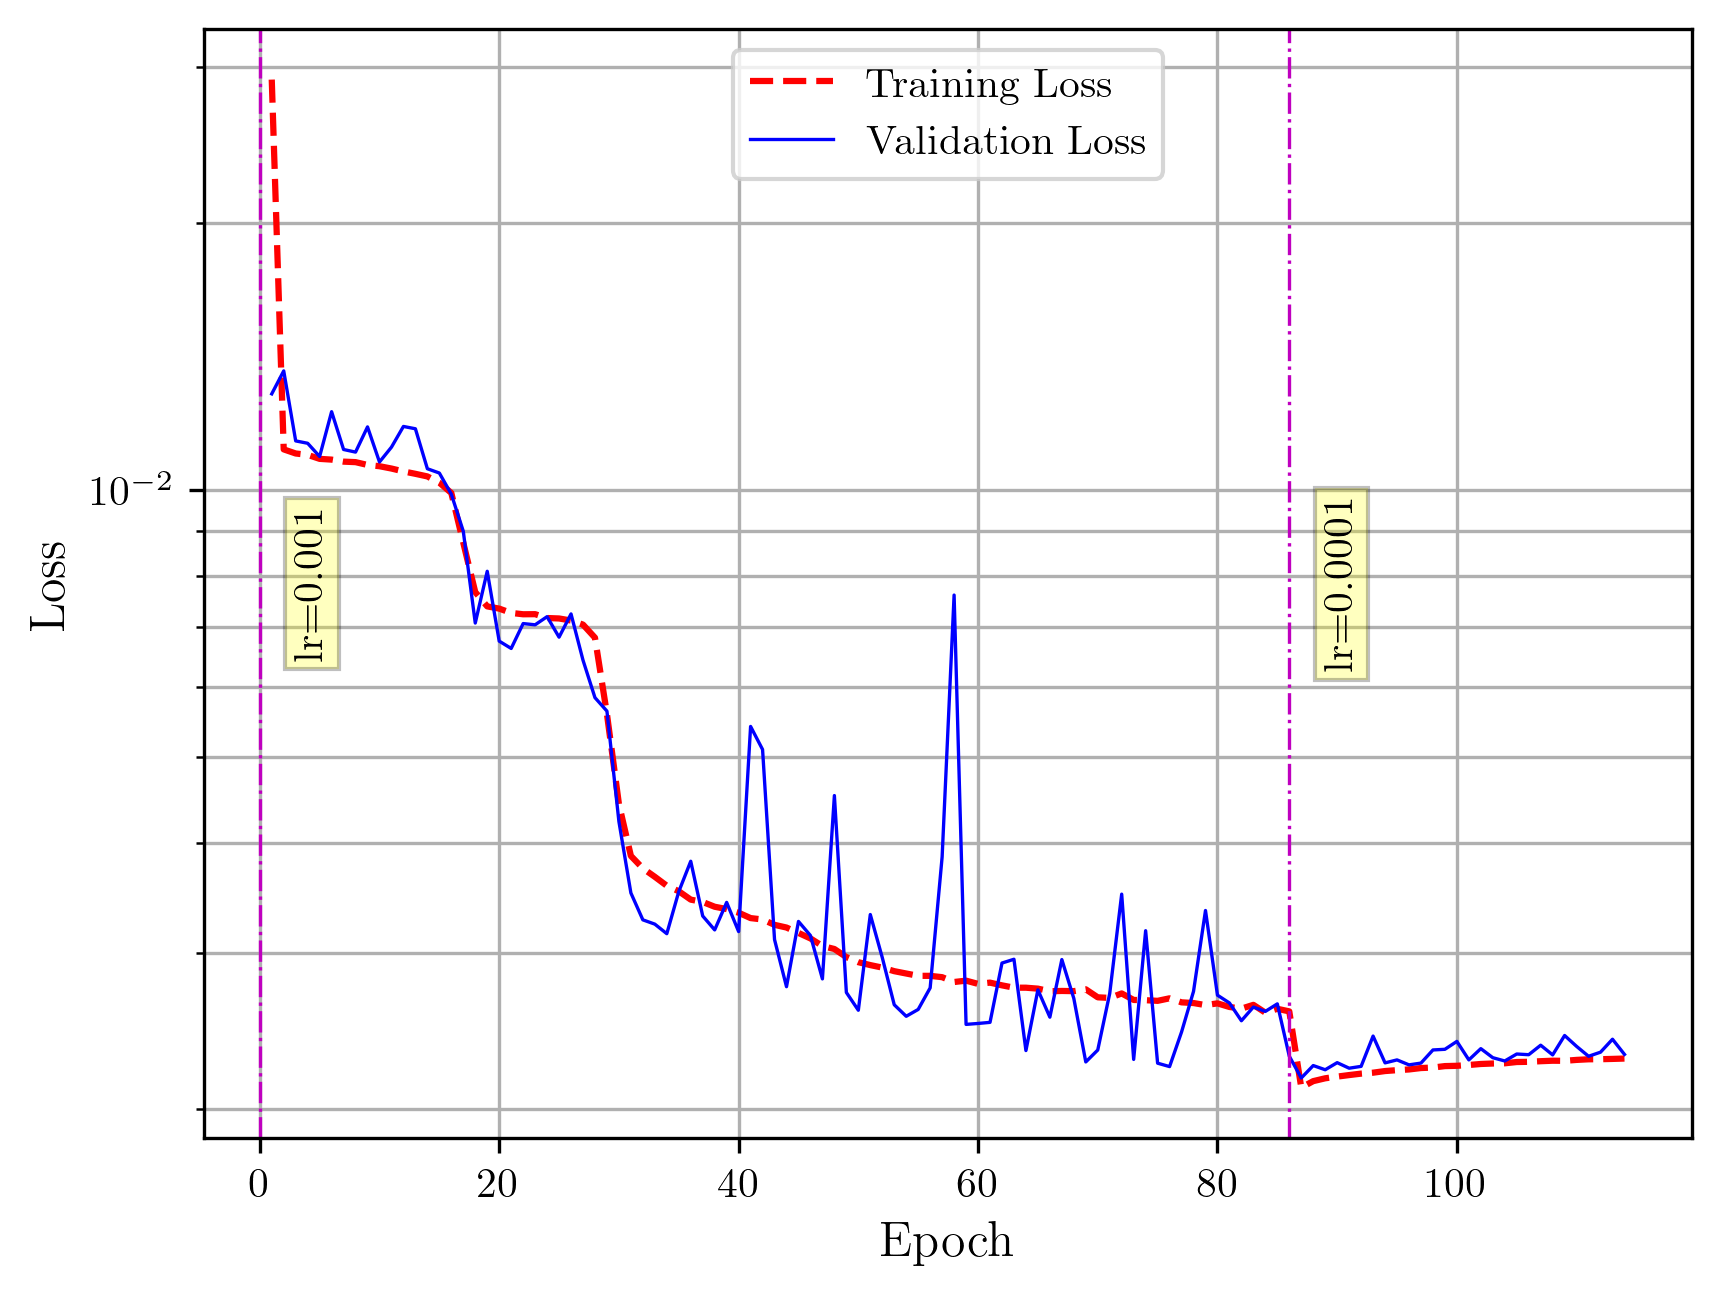 Training Loss
Validation Loss
10⁻²
Loss
lr=0.001
lr=0.0001
0 20 40 60 80 100
Epoch